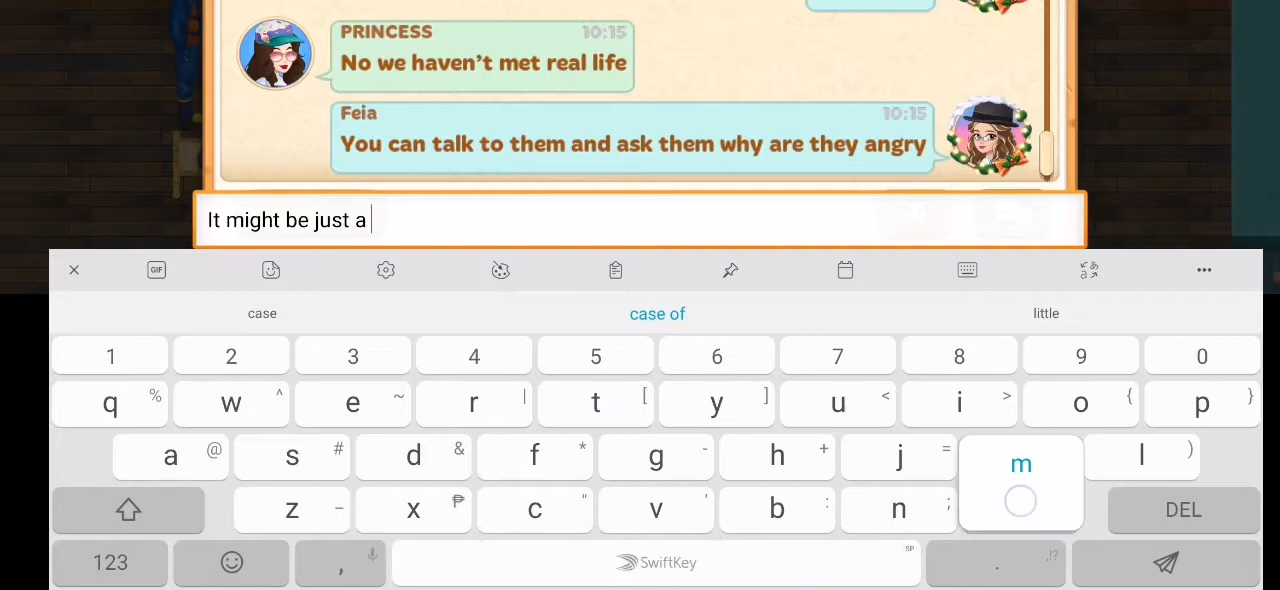 PRINCESS 10:15
No we haven't met real life
Feia 10:15
You can talk to them and ask them why are they angry
It might be just a
GIF
case case of little
1 2 3 4 5 6 7 8 9 0
q % w ^ e ~ r | t [ y ] u < i > o { p }
a @ s # d & f * g - h + j = l )
z – x ₱ c " v ' b : n ; m DEL
123 , SwiftKey SP . ,!?